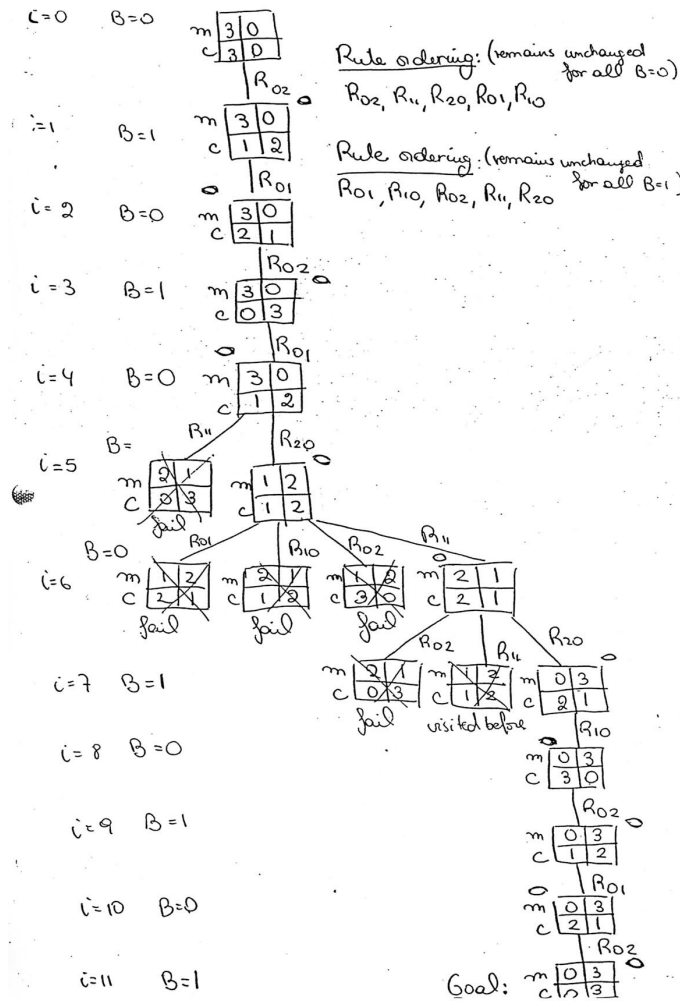 i=0 B=0 m 3 0
c 3 0
Rule ordering: (remains unchanged
for all B=0)
R02, R11, R20, R01, R10
R02
i=1 B=1 m 3 0
c 1 2
Rule ordering: (remains unchanged
for all B=1)
R01, R10, R02, R11, R20
R01
i=2 B=0 m 3 0
c 2 1
R02
i=3 B=1 m 3 0
c 0 3
R01
i=4 B=0 m 3 0
c 1 2
R11 R20
i=5 B= m 2 1 m 1 2
c 0 3 c 1 2
fail
R01 R10 R02 R11
i=6 B=0 m 1 2 m 2 1 m 1 2 m 2 1
c 2 1 c 1 2 c 3 0 c 2 1
fail fail fail
R02 R11 R20
i=7 B=1 m 2 1 m 1 2 m 0 3
c 0 3 c 1 2 c 2 1
fail visited before
R10
i=8 B=0 m 0 3
c 3 0
R02
i=9 B=1 m 0 3
c 1 2
R01
i=10 B=0 m 0 3
c 2 1
R02
i=11 B=1 Goal: m 0 3
c 0 3